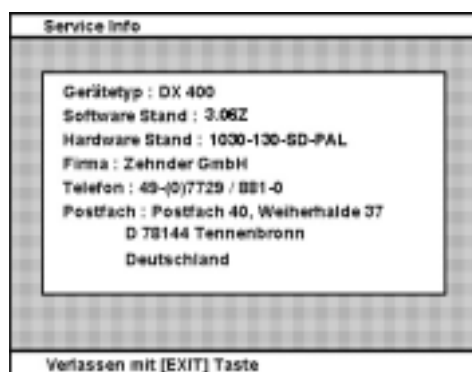 Service Info
Gerätetyp : DX 400
Software Stand : 3.06Z
Hardware Stand : 1030-130-SD-PAL
Firma : Zehnder GmbH
Telefon : 49-(0)7729 / 881-0
Postfach : Postfach 40, Weiherhalde 37
D 78144 Tennenbronn
Deutschland
Verlassen mit [EXIT] Taste